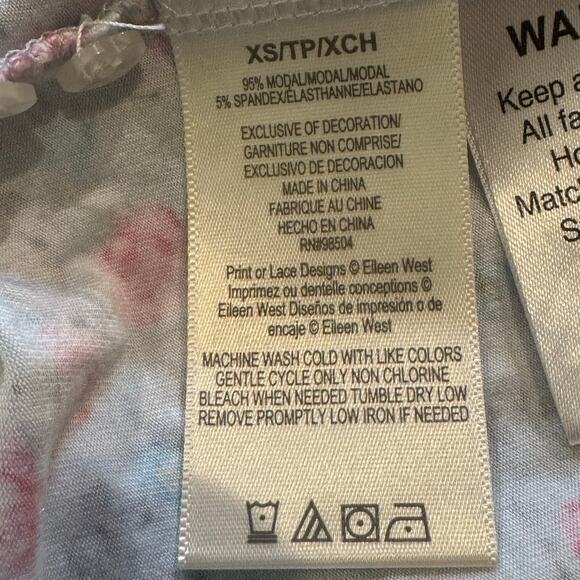 XS/TP/XCH
95% MODAL/MODAL/MODAL
5% SPANDEX/ÉLASTHANNE/ELASTANO
EXCLUSIVE OF DECORATION/
GARNITURE NON COMPRISE/
EXCLUSIVO DE DECORACION
MADE IN CHINA
FABRIQUE AU CHINE
HECHO EN CHINA
RN#98504
Print or Lace Designs © Eileen West
Imprimez ou dentelle conceptions ©
Eileen West Diseños de impresión o de
encaje © Eileen West
MACHINE WASH COLD WITH LIKE COLORS
GENTLE CYCLE ONLY NON CHLORINE
BLEACH WHEN NEEDED TUMBLE DRY LOW
REMOVE PROMPTLY LOW IRON IF NEEDED
WA
Keep a
All fa
Ho
Matc
S